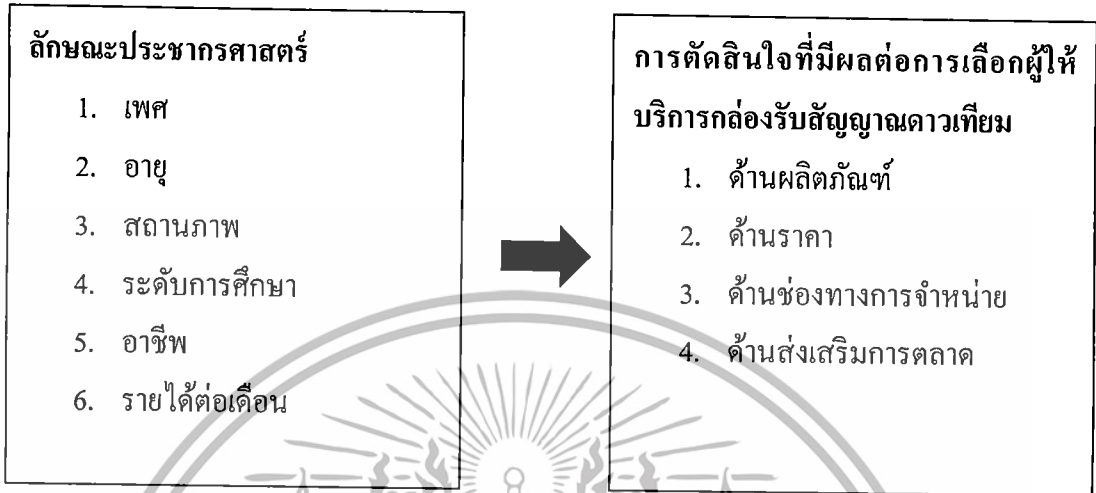 ลักษณะประชากรศาสตร์
1. เพศ
2. อายุ
3. สถานภาพ
4. ระดับการศึกษา
5. อาชีพ
6. รายได้ต่อเดือน
การตัดสินใจที่มีผลต่อการเลือกผู้ให้
บริการกล่องรับสัญญาณดาวเทียม
1. ด้านผลิตภัณฑ์
2. ด้านราคา
3. ด้านช่องทางการจำหน่าย
4. ด้านส่งเสริมการตลาด